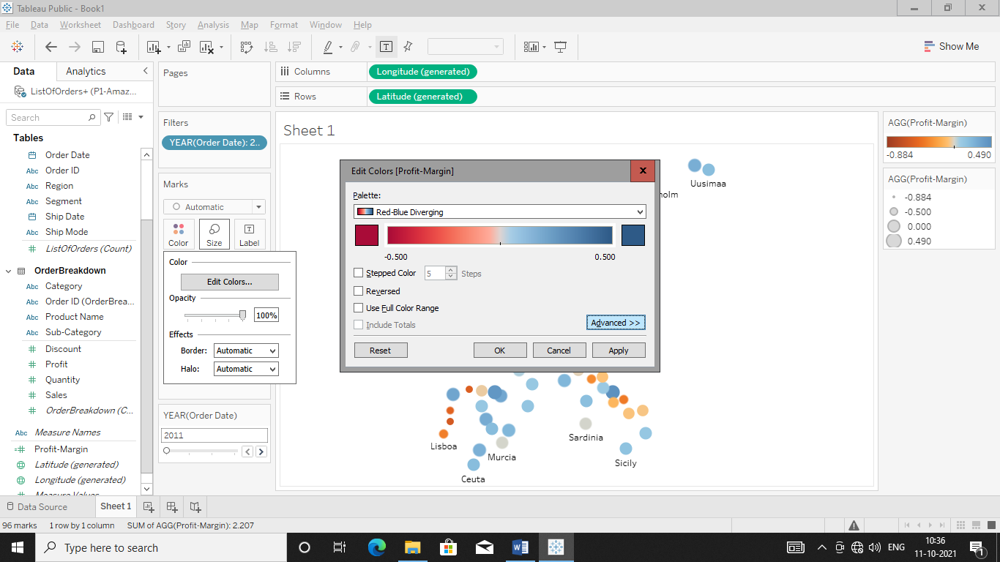 Tableau Public - Book1
File Data Worksheet Dashboard Story Analysis Map Format Window Help
Show Me
Data Analytics
ListOfOrders+ (P1-Amaz...
Search
Tables
Order Date
Order ID
Region
Segment
Ship Date
Ship Mode
ListOfOrders (Count)
OrderBreakdown
Category
Order ID (OrderBrea...
Product Name
Sub-Category
Discount
Profit
Quantity
Sales
OrderBreakdown (C...
Measure Names
Profit-Margin
Latitude (generated)
Longitude (generated)
Measure Values
Pages
Filters
YEAR(Order Date): 2..
Marks
Automatic
Color Size Label
Color
Edit Colors...
Opacity
100%
Effects
Border: Automatic
Halo: Automatic
YEAR(Order Date)
2011
Columns Longitude (generated)
Rows Latitude (generated)
Sheet 1
Uusimaa
holm
Edit Colors [Profit-Margin]
Palette:
Red-Blue Diverging
-0.500 0.500
Stepped Color 5 Steps
Reversed
Use Full Color Range
Include Totals
Advanced >>
Reset OK Cancel Apply
Lisboa
Murcia
Ceuta
Sardinia
Sicily
AGG(Profit-Margin)
-0.884 0.490
AGG(Profit-Margin)
-0.884
-0.500
0.000
0.490
Data Source Sheet 1
96 marks 1 row by 1 column SUM of AGG(Profit-Margin): 2.207
Type here to search
ENG
10:36
11-10-2021
1